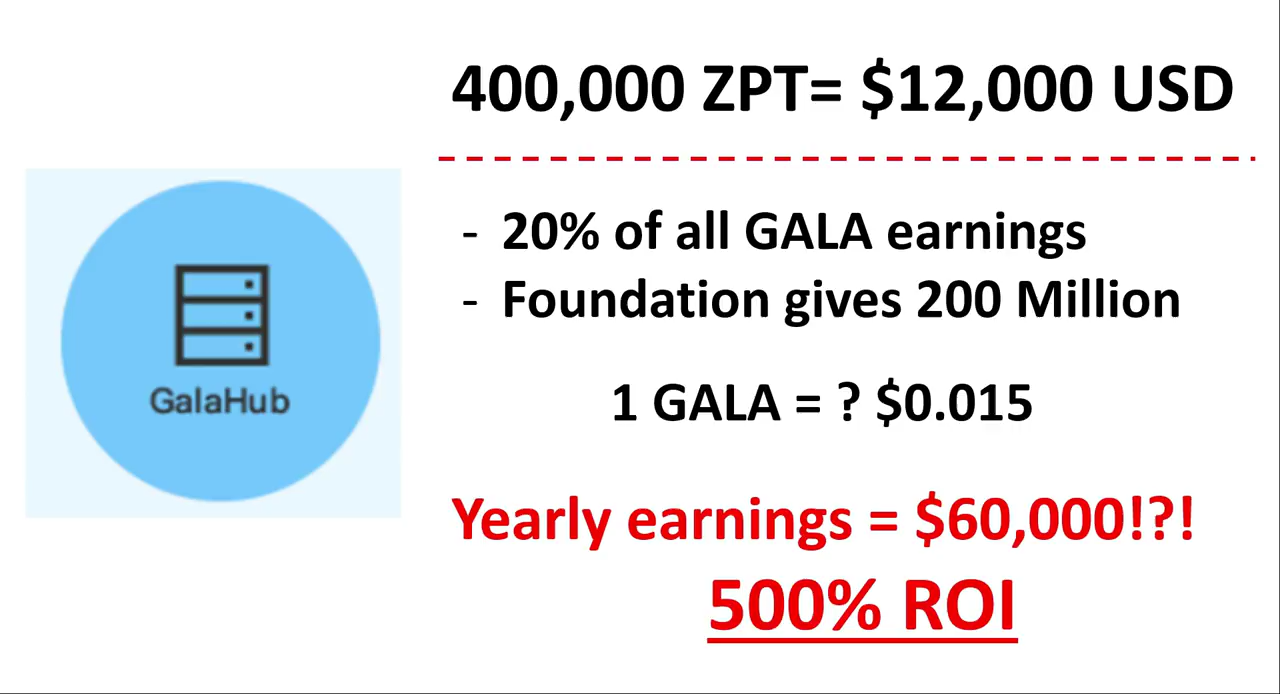 400,000 ZPT= $12,000 USD
GalaHub
- 20% of all GALA earnings
- Foundation gives 200 Million
1 GALA = ? $0.015
Yearly earnings = $60,000!?!
500% ROI